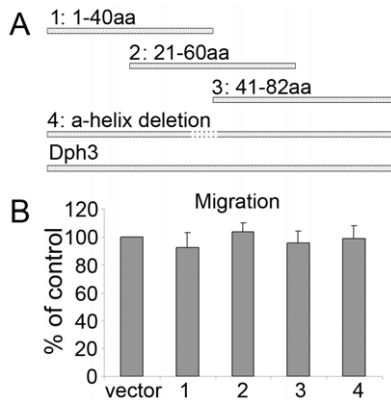 A
1: 1-40aa
2: 21-60aa
3: 41-82aa
4: a-helix deletion
Dph3
B
Migration
% of control
120
100
80
60
40
20
0
vector 1 2 3 4